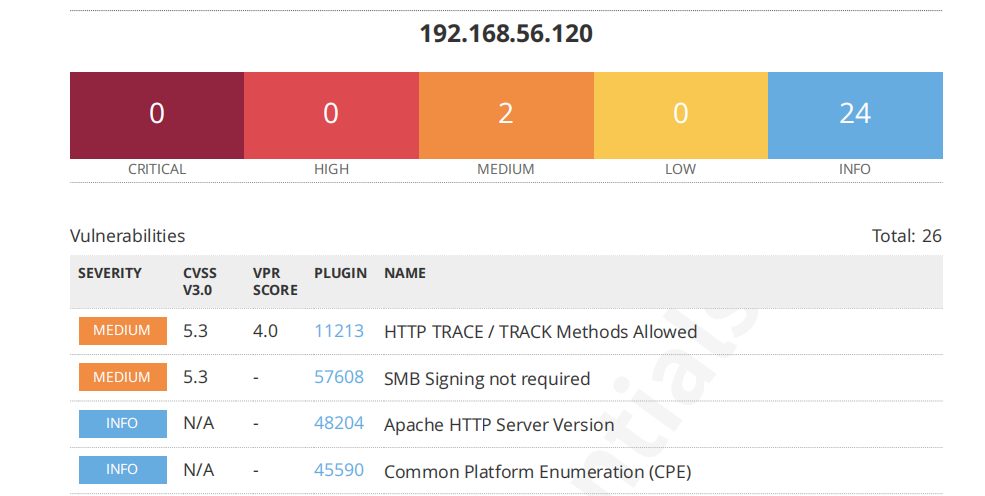 192.168.56.120
0 0 2 0 24
CRITICAL HIGH MEDIUM LOW INFO
Vulnerabilities Total: 26
SEVERITY CVSS V3.0 VPR SCORE PLUGIN NAME
MEDIUM 5.3 4.0 11213 HTTP TRACE / TRACK Methods Allowed
MEDIUM 5.3 - 57608 SMB Signing not required
INFO N/A - 48204 Apache HTTP Server Version
INFO N/A - 45590 Common Platform Enumeration (CPE)
ntials